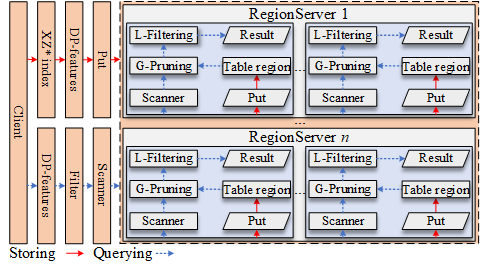 RegionServer 1
L-Filtering
Result
L-Filtering
Result
G-Pruning
Table region
...
G-Pruning
Table region
Scanner
Put
Scanner
Put
Client
XZ* index
DP-features
Put
...
RegionServer n
L-Filtering
Result
L-Filtering
Result
G-Pruning
Table region
...
G-Pruning
Table region
Scanner
Put
Scanner
Put
DP-features
Filter
Scanner
Storing
Querying